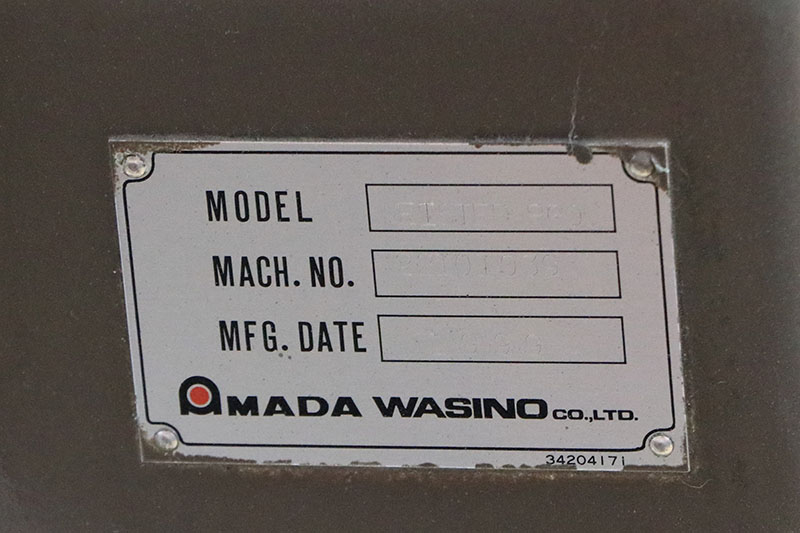 MODEL
MACH. NO.
MFG. DATE
AMADA WASINO CO.,LTD.
34204171